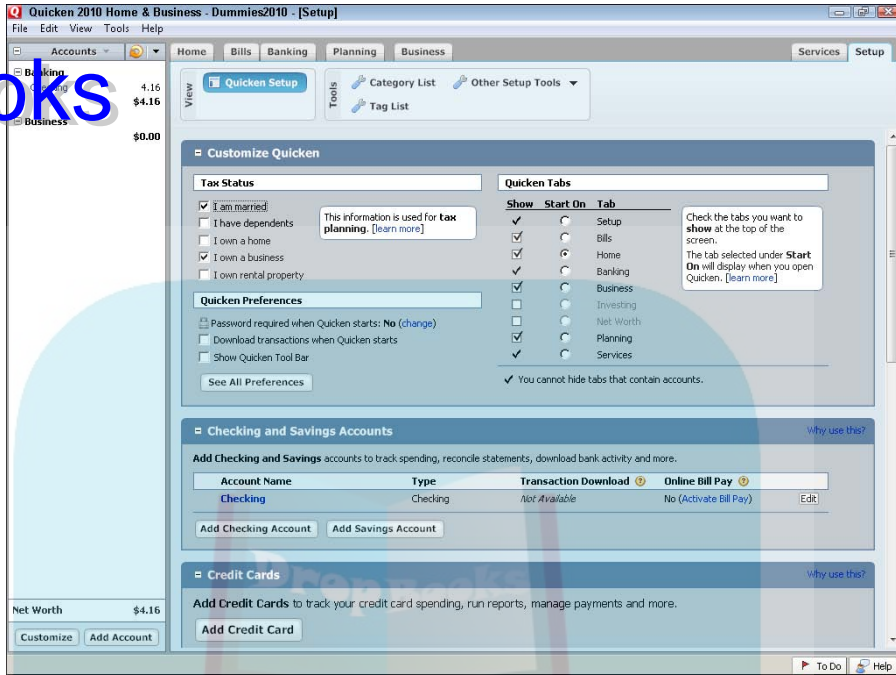 Quicken 2010 Home & Business - Dummies2010 - [Setup]
File Edit View Tools Help
Accounts
Home Bills Banking Planning Business Services Setup
Banking
4.16
$4.16
Business
$0.00
oks
View
Quicken Setup
Tools
Category List Other Setup Tools
Tag List
Customize Quicken
Tax Status
I am married
I have dependents
I own a home
I own a business
I own rental property
This information is used for tax
planning. [learn more]
Quicken Preferences
Password required when Quicken starts: No (change)
Download transactions when Quicken starts
Show Quicken Tool Bar
See All Preferences
Quicken Tabs
Show Start On Tab
Setup
Bills
Home
Banking
Business
Investing
Net Worth
Planning
Services
You cannot hide tabs that contain accounts.
Check the tabs you want to
show at the top of the
screen.
The tab selected under Start
On will display when you open
Quicken. [learn more]
Checking and Savings Accounts Why use this?
Add Checking and Savings accounts to track spending, reconcile statements, download bank activity and more.
Account Name Type Transaction Download Online Bill Pay
Checking Checking Not Available No (Activate Bill Pay) Edit
Add Checking Account Add Savings Account
DropBooks
Credit Cards Why use this?
Add Credit Cards to track your credit card spending, run reports, manage payments and more.
Add Credit Card
Net Worth $4.16
Customize Add Account
To Do Help